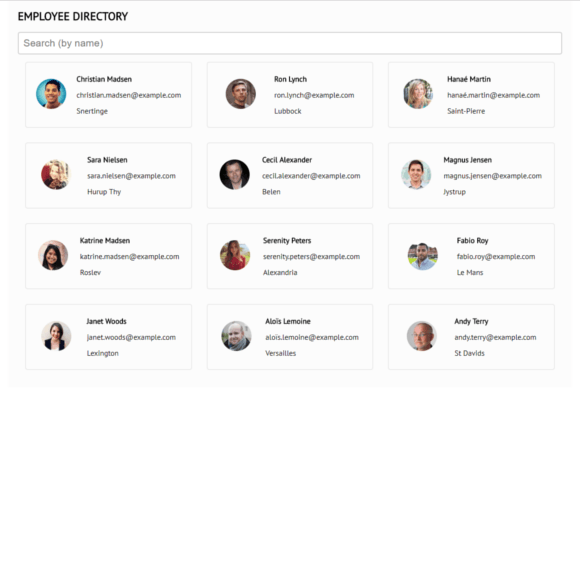 EMPLOYEE DIRECTORY
Search (by name)
Christian Madsen
christian.madsen@example.com
Snertinge
Ron Lynch
ron.lynch@example.com
Lubbock
Hanaé Martin
hanaé.martin@example.com
Saint-Pierre
Sara Nielsen
sara.nielsen@example.com
Hurup Thy
Cecil Alexander
cecil.alexander@example.com
Belen
Magnus Jensen
magnus.jensen@example.com
Jystrup
Katrine Madsen
katrine.madsen@example.com
Roslev
Serenity Peters
serenity.peters@example.com
Alexandria
Fabio Roy
fabio.roy@example.com
Le Mans
Janet Woods
janet.woods@example.com
Lexington
Aloïs Lemoine
aloïs.lemoine@example.com
Versailles
Andy Terry
andy.terry@example.com
St Davids